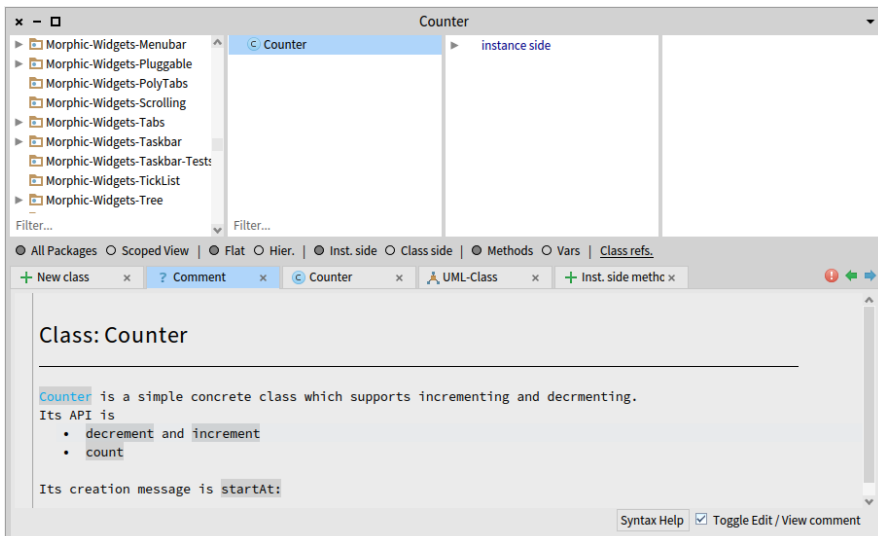 Counter
Morphic-Widgets-Menubar
Morphic-Widgets-Pluggable
Morphic-Widgets-PolyTabs
Morphic-Widgets-Scrolling
Morphic-Widgets-Tabs
Morphic-Widgets-Taskbar
Morphic-Widgets-Taskbar-Tests
Morphic-Widgets-TickList
Morphic-Widgets-Tree
Filter...
Counter
Filter...
instance side
All Packages Scoped View | Flat Hier. | Inst. side Class side | Methods Vars | Class refs.
+ New class × ? Comment × C Counter × UML-Class × + Inst. side methc ×
Class: Counter
Counter is a simple concrete class which supports incrementing and decrmenting.
Its API is
• decrement and increment
• count
Its creation message is startAt:
Syntax Help Toggle Edit / View comment